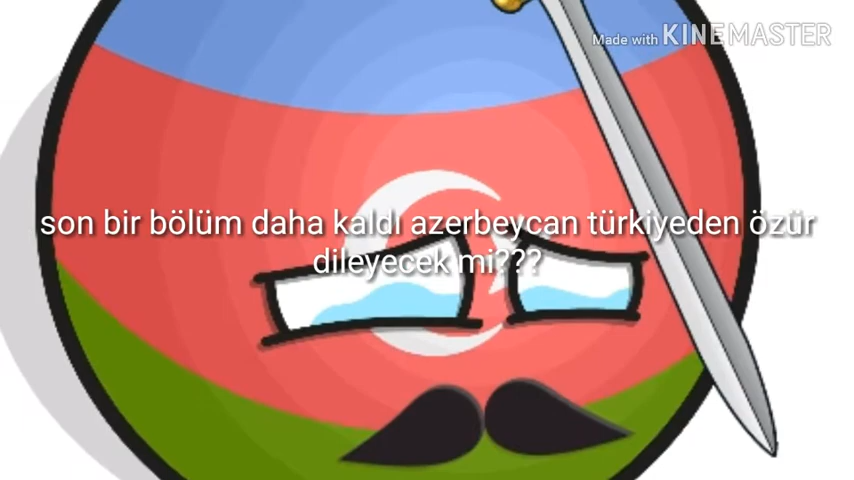 Made with KINEMASTER
son bir bölüm daha kaldı azerbeycan türkiyeden özür
dileyecek mi???